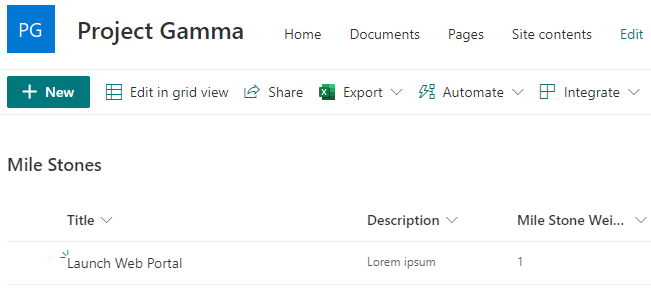 PG Project Gamma Home Documents Pages Site contents Edit
+ New Edit in grid view Share Export Automate Integrate
Mile Stones
Title Description Mile Stone Wei...
Launch Web Portal Lorem ipsum 1